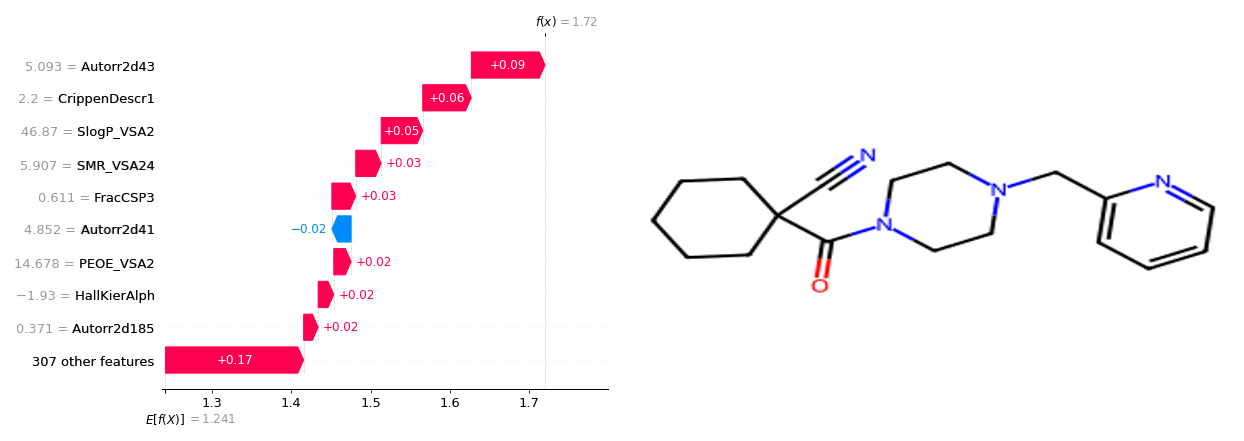 f(x) = 1.72
5.093 = Autorr2d43
+0.09
2.2 = CrippenDescr1
+0.06
46.87 = SlogP_VSA2
+0.05
5.907 = SMR_VSA24
+0.03
0.611 = FracCSP3
+0.03
4.852 = Autorr2d41
−0.02
14.678 = PEOE_VSA2
+0.02
−1.93 = HallKierAlph
+0.02
0.371 = Autorr2d185
+0.02
307 other features
+0.17
1.3 1.4 1.5 1.6 1.7
E[f(X)] = 1.241
N
N
O
N
N